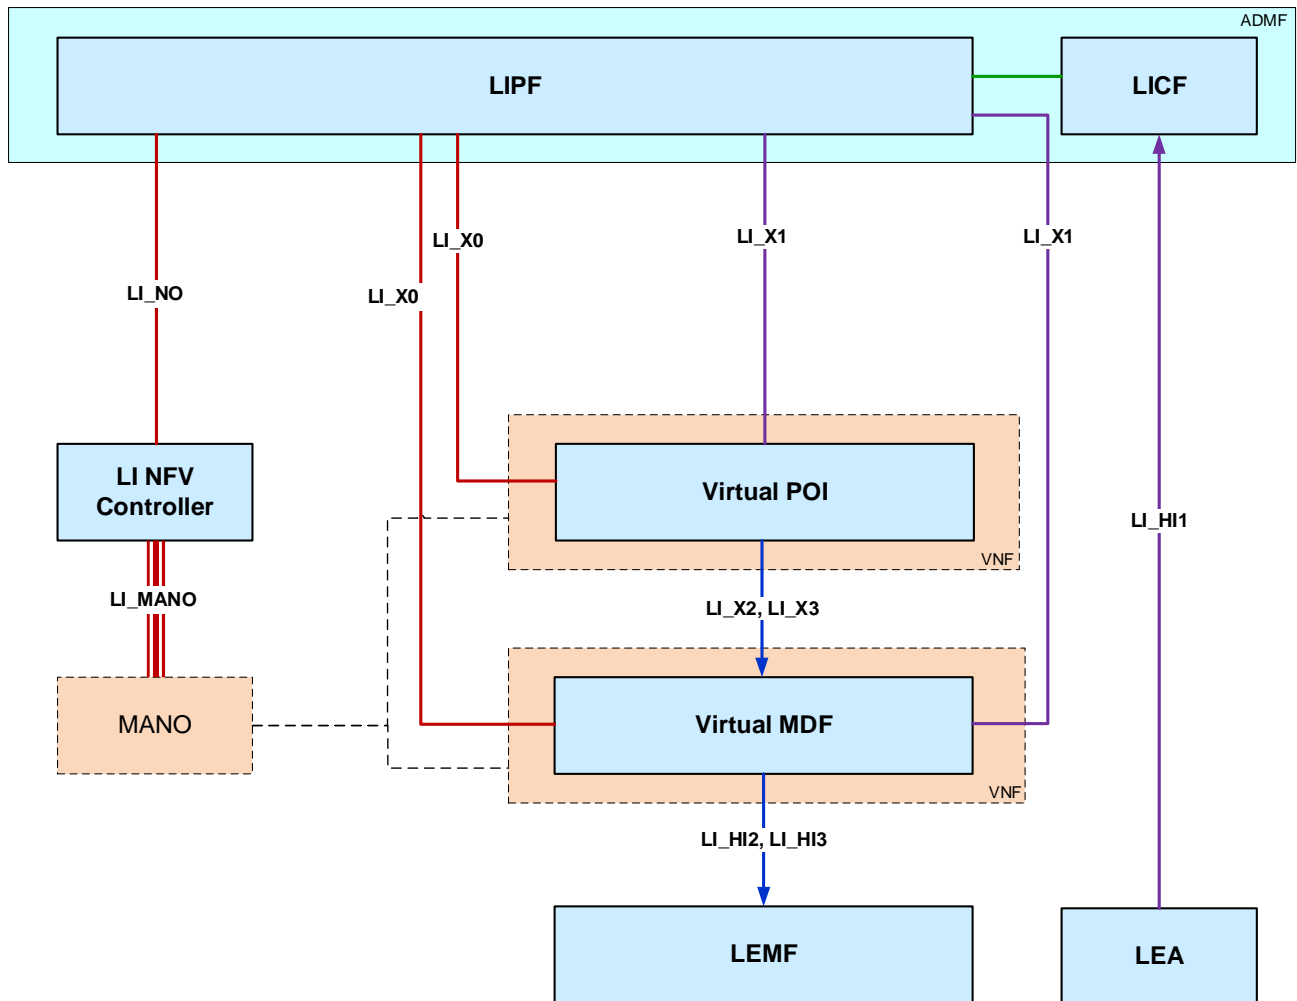 ADMF
LIPF
LICF
LI_X0
LI_X1
LI_X1
LI_NO
LI_X0
LI NFV
Controller
Virtual POI
LI_HI1
VNF
LI_MANO
LI_X2, LI_X3
MANO
Virtual MDF
VNF
LI_HI2, LI_HI3
LEMF
LEA